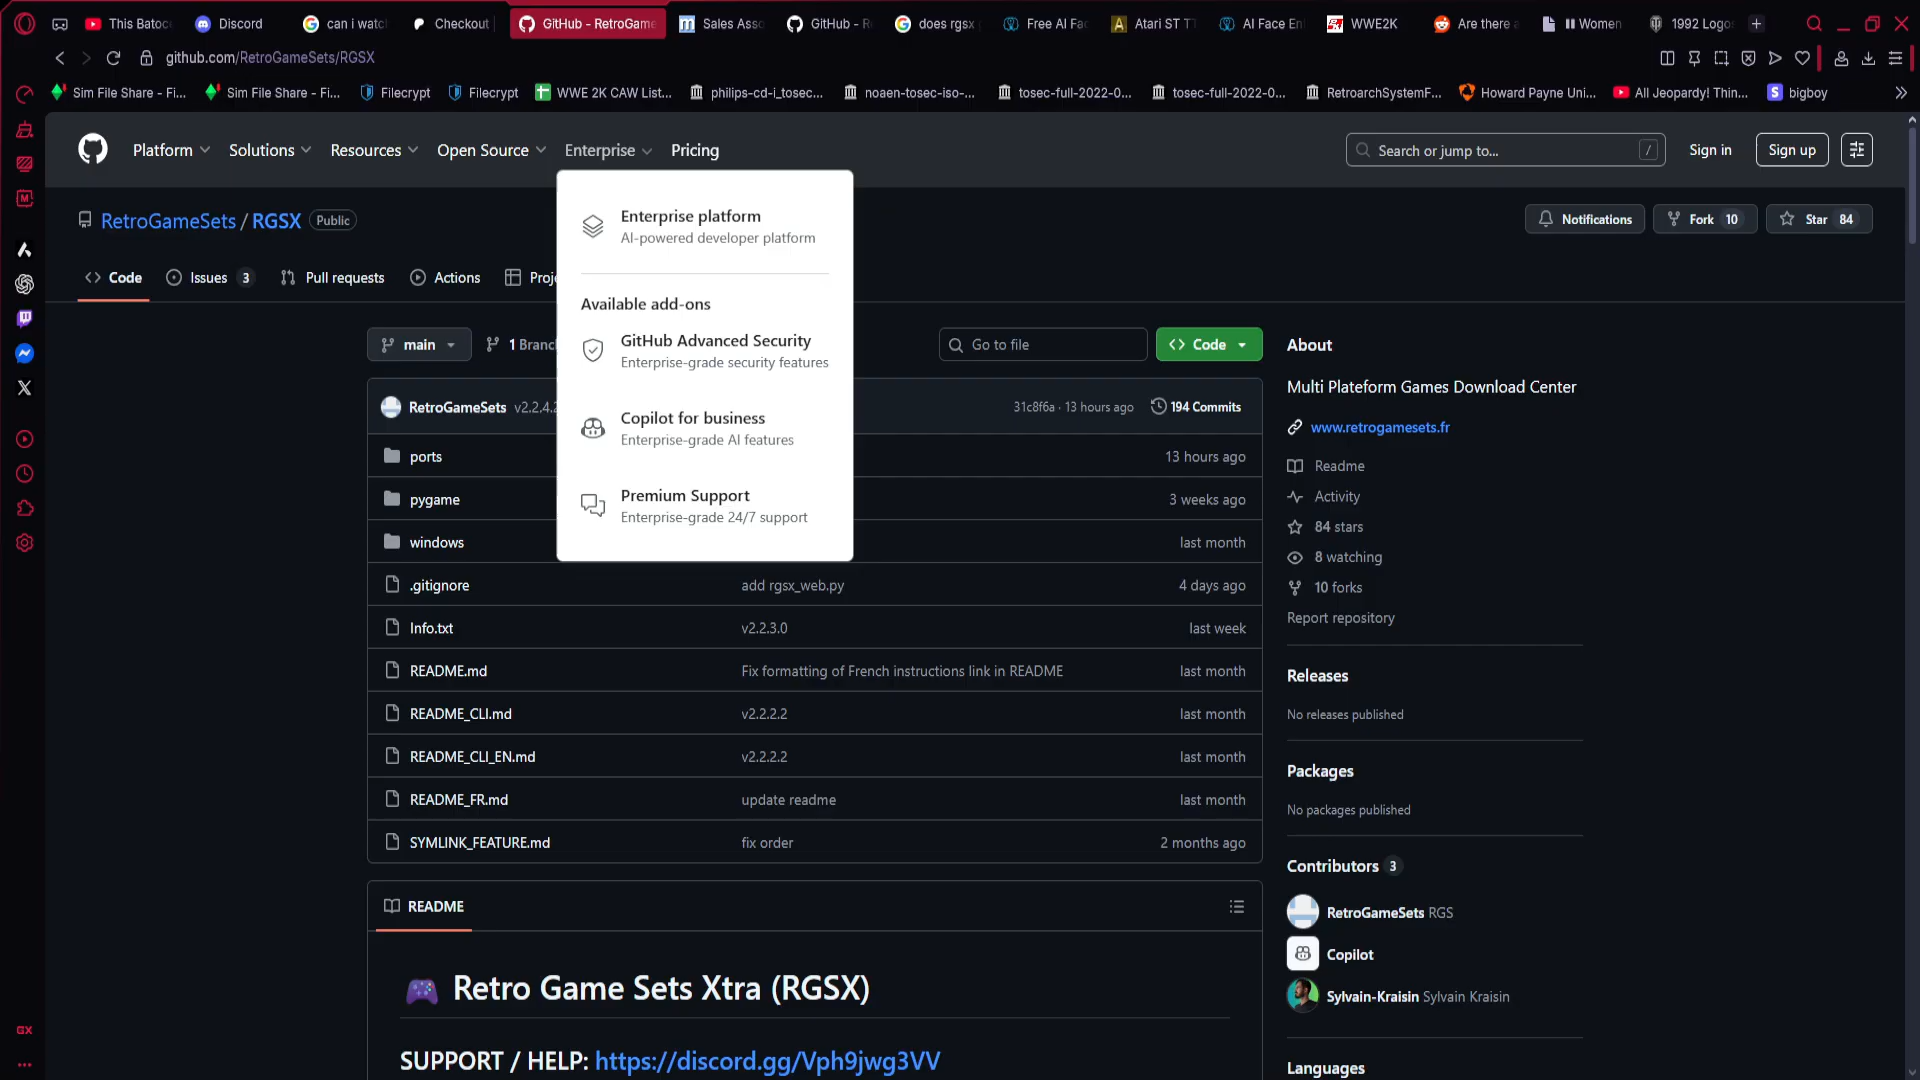 This Batoc
Discord
can i watc
Checkout
GitHub - RetroGame
Sales Asso
GitHub - R
does rgsx
Free AI Fac
Atari ST T
AI Face En
WWE2K
Are there a
Women
1992 Logo
github.com/RetroGameSets/RGSX
Sim File Share - Fi...
Sim File Share - Fi...
Filecrypt
Filecrypt
WWE 2K CAW List...
philips-cd-i_tosec...
noaen-tosec-iso-...
tosec-full-2022-0...
tosec-full-2022-0...
RetroarchSystemF...
Howard Payne Uni...
All Jeopardy! Thin...
bigboy
Platform
Solutions
Resources
Open Source
Enterprise
Pricing
Search or jump to...
/
Sign in
Sign up
RetroGameSets / RGSX
Public
Notifications
Fork 10
Star 84
Code
Issues 3
Pull requests
Actions
Proje
Enterprise platform
AI-powered developer platform
Available add-ons
GitHub Advanced Security
Enterprise-grade security features
Copilot for business
Enterprise-grade AI features
Premium Support
Enterprise-grade 24/7 support
main
1 Branch
Go to file
Code
RetroGameSets v2.2.4.2
31c8f6a · 13 hours ago
194 Commits
ports
13 hours ago
pygame
3 weeks ago
windows
last month
.gitignore
add rgsx_web.py
4 days ago
Info.txt
v2.2.3.0
last week
README.md
Fix formatting of French instructions link in README
last month
README_CLI.md
v2.2.2.2
last month
README_CLI_EN.md
v2.2.2.2
last month
README_FR.md
update readme
last month
SYMLINK_FEATURE.md
fix order
2 months ago
README
Retro Game Sets Xtra (RGSX)
SUPPORT / HELP: https://discord.gg/Vph9jwg3VV
About
Multi Plateform Games Download Center
www.retrogamesets.fr
Readme
Activity
84 stars
8 watching
10 forks
Report repository
Releases
No releases published
Packages
No packages published
Contributors 3
RetroGameSets RGS
Copilot
Sylvain-Kraisin Sylvain Kraisin
Languages
GX